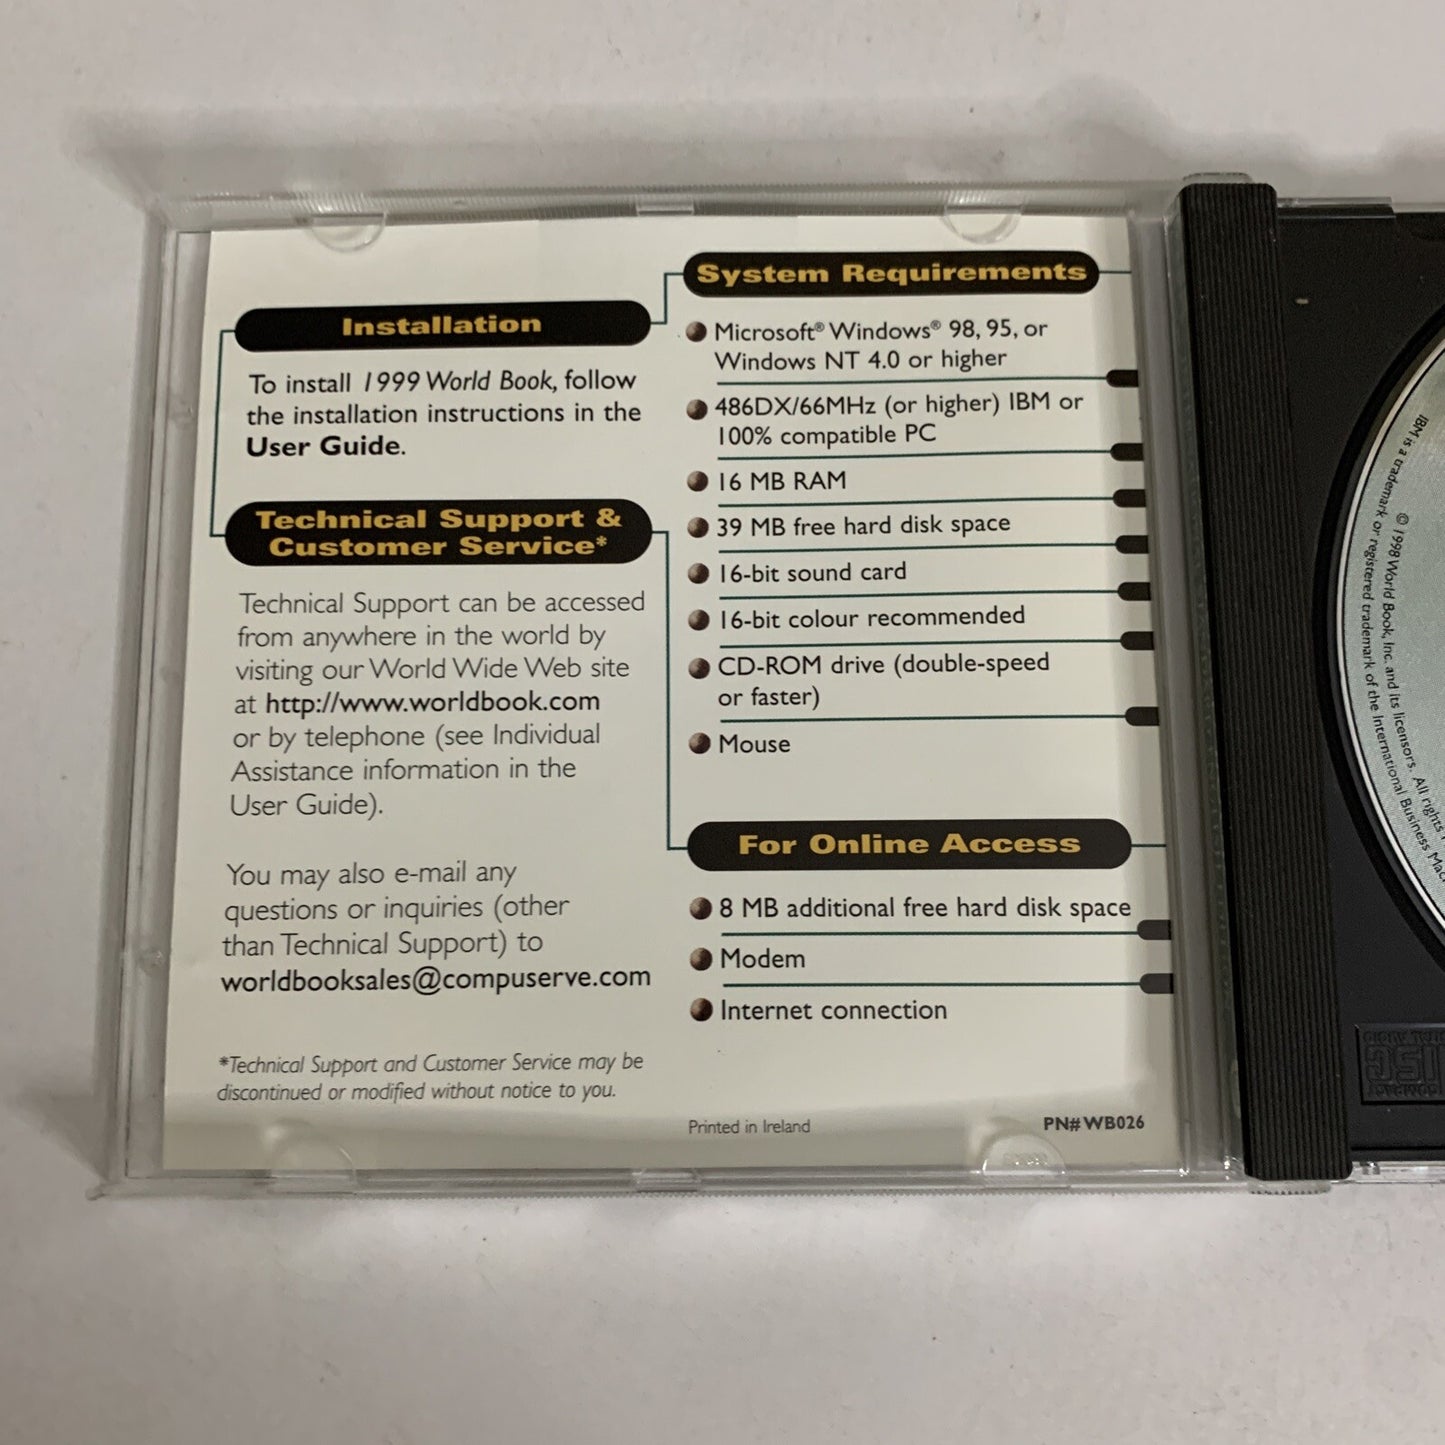 Installation
To install 1999 World Book, follow
the installation instructions in the
User Guide.
Technical Support &
Customer Service*
Technical Support can be accessed
from anywhere in the world by
visiting our World Wide Web site
at http://www.worldbook.com
or by telephone (see Individual
Assistance information in the
User Guide).
You may also e-mail any
questions or inquiries (other
than Technical Support) to
worldbooksales@compuserve.com
*Technical Support and Customer Service may be
discontinued or modified without notice to you.
System Requirements
Microsoft® Windows® 98, 95, or
Windows NT 4.0 or higher
486DX/66MHz (or higher) IBM or
100% compatible PC
16 MB RAM
39 MB free hard disk space
16-bit sound card
16-bit colour recommended
CD-ROM drive (double-speed
or faster)
Mouse
For Online Access
8 MB additional free hard disk space
Modem
Internet connection
Printed in Ireland
PN# WB026
© 1998 World Book, Inc. and its licensors. All rights
IBM is a trademark or registered trademark of the International Business